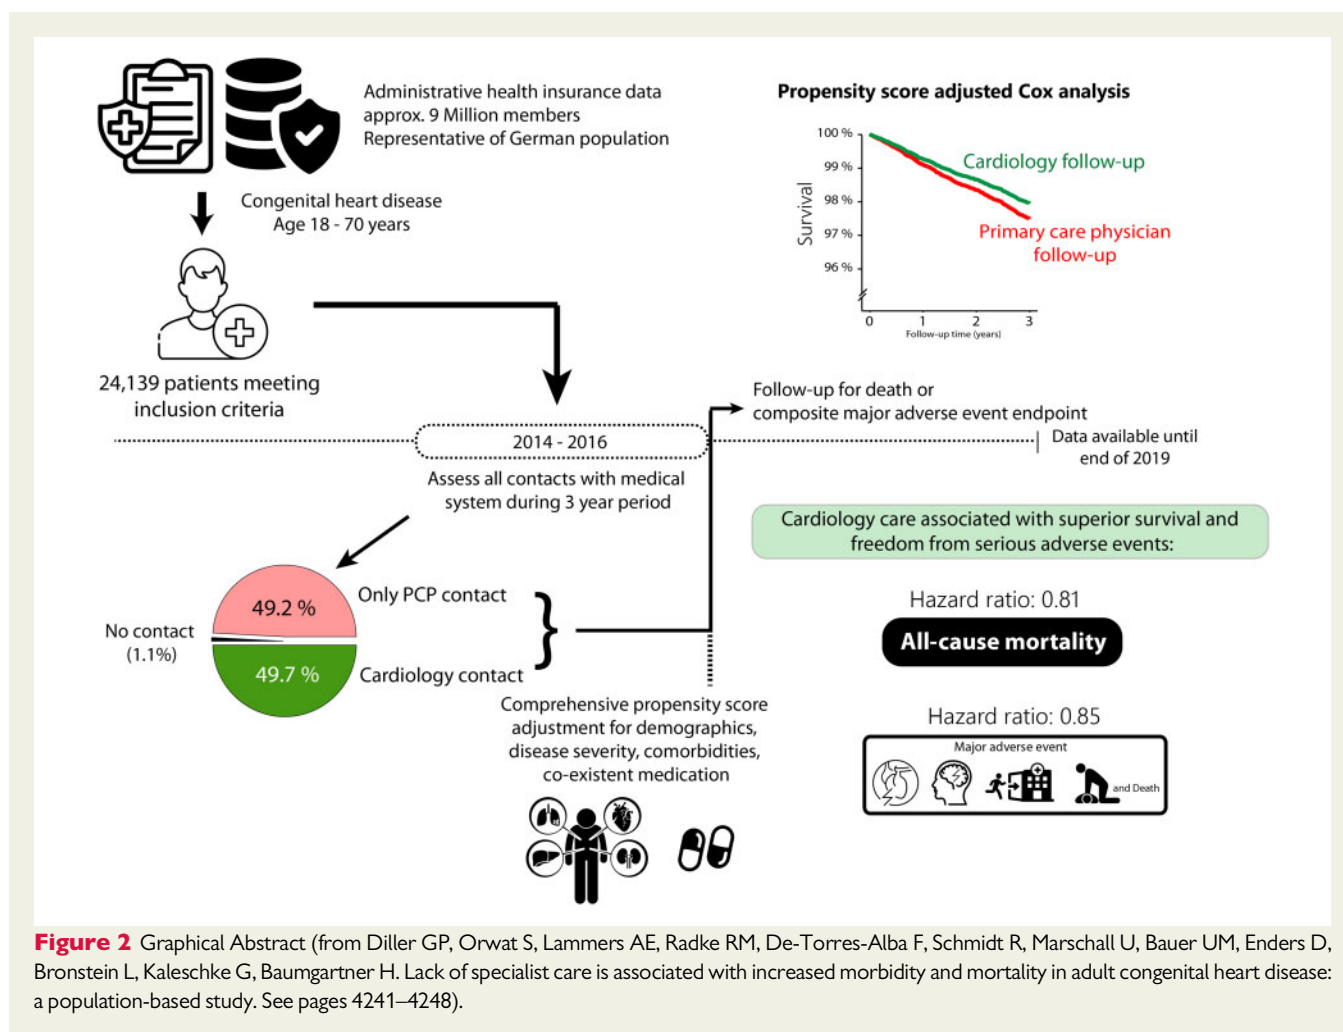 Administrative health insurance data
approx. 9 Million members
Representative of German population
Congenital heart disease
Age 18 - 70 years
24,139 patients meeting
inclusion criteria
Propensity score adjusted Cox analysis
100 %
99 %
98 %
97 %
96 %
Survival
Cardiology follow-up
Primary care physician
follow-up
0 1 2 3
Follow-up time (years)
Follow-up for death or
composite major adverse event endpoint
2014 - 2016
Data available until
end of 2019
Assess all contacts with medical
system during 3 year period
49.2 %
Only PCP contact
No contact
(1.1%)
49.7 %
Cardiology contact
Comprehensive propensity score
adjustment for demographics,
disease severity, comorbidities,
co-existent medication
Cardiology care associated with superior survival and
freedom from serious adverse events:
Hazard ratio: 0.81
All-cause mortality
Hazard ratio: 0.85
Major adverse event
and Death
Figure 2 Graphical Abstract (from Diller GP, Orwat S, Lammers AE, Radke RM, De-Torres-Alba F, Schmidt R, Marschall U, Bauer UM, Enders D,
Bronstein L, Kaleschke G, Baumgartner H. Lack of specialist care is associated with increased morbidity and mortality in adult congenital heart disease:
a population-based study. See pages 4241–4248).